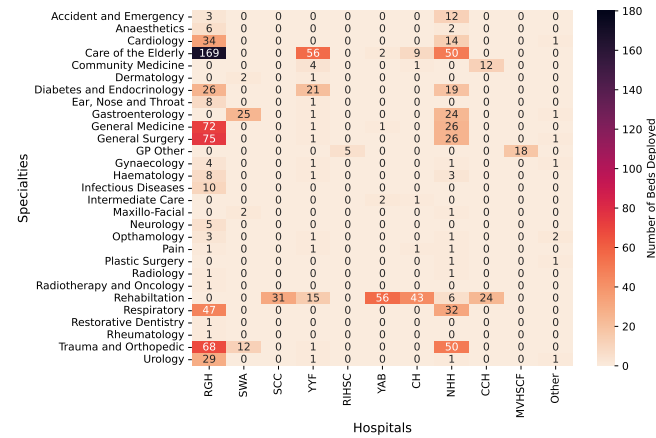 Accident and Emergency 3 0 0 0 0 0 0 12 0 0 0
Anaesthetics 6 0 0 0 0 0 0 2 0 0 0
Cardiology 34 0 0 0 0 0 0 14 0 0 1
Care of the Elderly 169 0 0 56 0 2 9 50 0 0 0
Community Medicine 0 0 0 4 0 0 1 0 12 0 0
Dermatology 0 2 0 1 0 0 0 0 0 0 0
Diabetes and Endocrinology 26 0 0 21 0 0 0 19 0 0 0
Ear, Nose and Throat 8 0 0 1 0 0 0 0 0 0 0
Gastroenterology 0 25 0 1 0 0 0 24 0 0 1
General Medicine 72 0 0 1 0 1 0 26 0 0 0
General Surgery 75 0 0 1 0 0 0 26 0 0 1
GP Other 0 0 0 0 5 0 0 0 0 18 0
Gynaecology 4 0 0 1 0 0 0 1 0 0 1
Haematology 8 0 0 1 0 0 0 3 0 0 0
Infectious Diseases 10 0 0 0 0 0 0 0 0 0 0
Intermediate Care 0 0 0 0 0 2 1 0 0 0 0
Maxillo-Facial 0 2 0 0 0 0 0 1 0 0 0
Neurology 5 0 0 0 0 0 0 0 0 0 0
Opthamology 3 0 0 1 0 0 0 1 0 0 2
Pain 1 0 0 1 0 0 1 1 0 0 0
Plastic Surgery 0 0 0 0 0 0 0 1 0 0 1
Radiology 1 0 0 0 0 0 0 1 0 0 0
Radiotherapy and Oncology 1 0 0 0 0 0 0 0 0 0 0
Rehabiltation 0 0 31 15 0 56 43 6 24 0 0
Respiratory 47 0 0 0 0 0 0 32 0 0 0
Restorative Dentistry 1 0 0 0 0 0 0 0 0 0 0
Rheumatology 1 0 0 0 0 0 0 0 0 0 0
Trauma and Orthopedic 68 12 0 1 0 0 0 50 0 0 0
Urology 29 0 0 1 0 0 0 1 0 0 1
RGH SWA SCC YYF RIHSC YAB CH NHH CCH MVHSCF Other
Hospitals
Specialties
180
160
140
120
100
80
60
40
20
0
Number of Beds Deployed